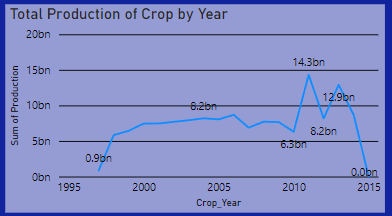 Total Production of Crop by Year
20bn
14.3bn
15bn
12.9bn
8.2bn
10bn
8.2bn
6.3bn
5bn
0.9bn
0.0bn
0bn
1995 2000 2005 2010 2015
Sum of Production
Crop_Year